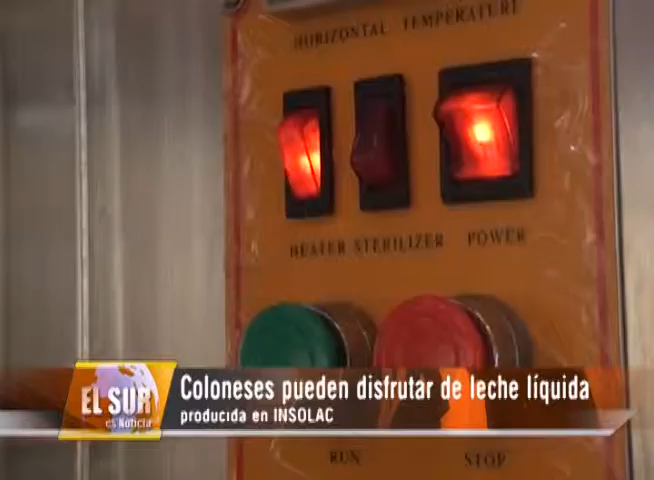 HORIZONTAL TEMPERATURE
HEATER STERILIZER POWER
EL SUR
es Noticia
Coloneses pueden disfrutar de leche líquida
producida en INSOLAC
RUN STOP